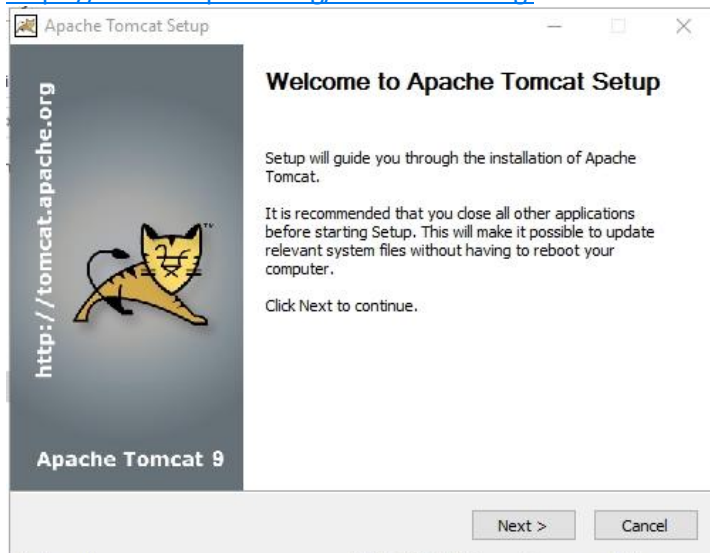 Apache Tomcat Setup
http://tomcat.apache.org
Welcome to Apache Tomcat Setup
Setup will guide you through the installation of Apache
Tomcat.
It is recommended that you close all other applications
before starting Setup. This will make it possible to update
relevant system files without having to reboot your
computer.
Click Next to continue.
TM
Apache Tomcat 9
Next >
Cancel